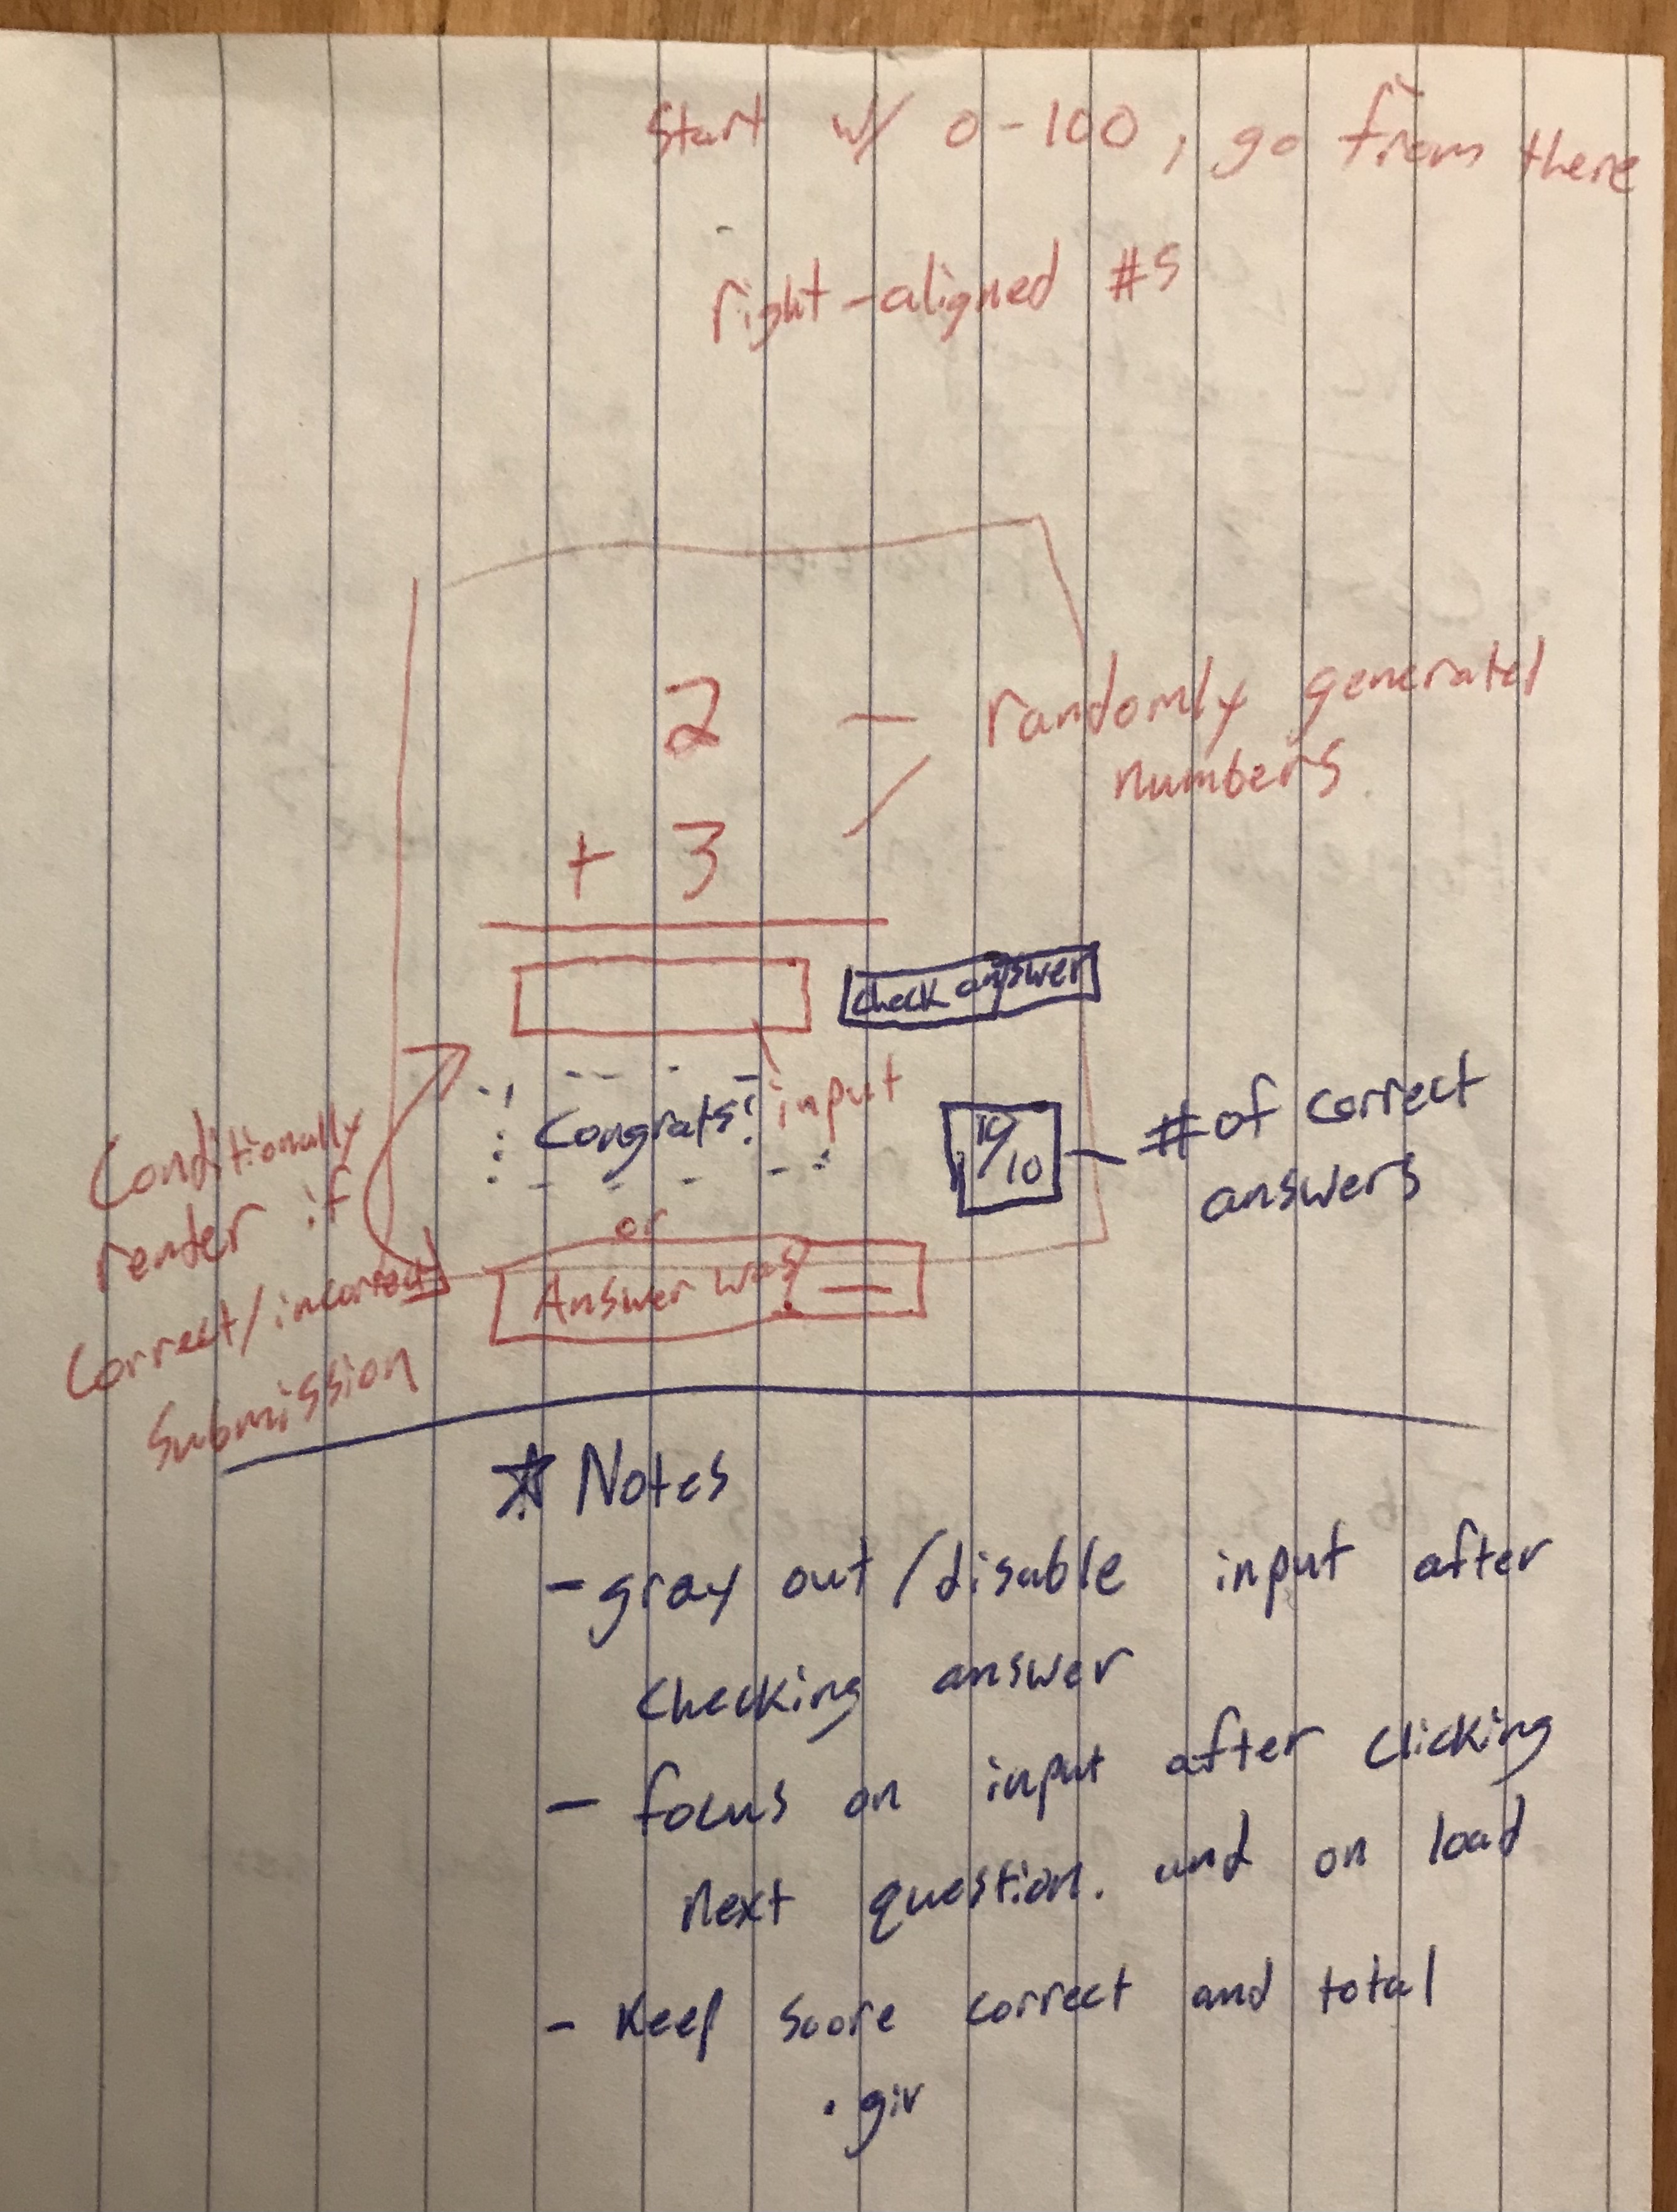 Start w/ 0-100, go from there
right-aligned #s
2 — randomly generated
numbers
+ 3
check answer
input
Congrats!
10/10 — # of correct
answers
or
Answer was —
Conditionally
render if
correct/incorrect
submission
Notes
- gray out/disable input after
checking answer
- focus on input after clicking
next question. and on load
- Keep score correct and total
. giv